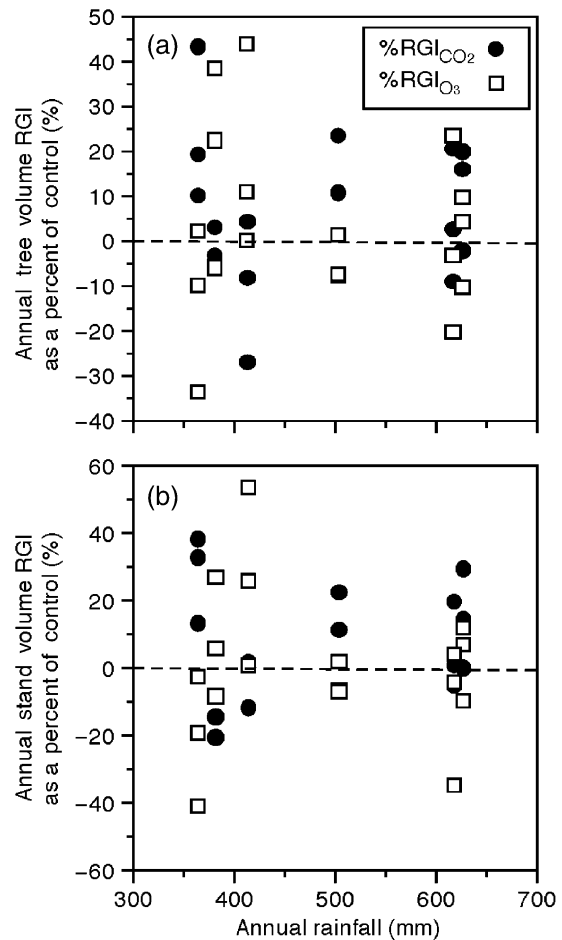 50
40
30
20
10
0
−10
−20
−30
−40
Annual tree volume RGI
as a percent of control (%)
(a)
%RGI_CO2
%RGI_O3
60
40
20
0
−20
−40
−60
Annual stand volume RGI
as a percent of control (%)
(b)
300 400 500 600 700
Annual rainfall (mm)